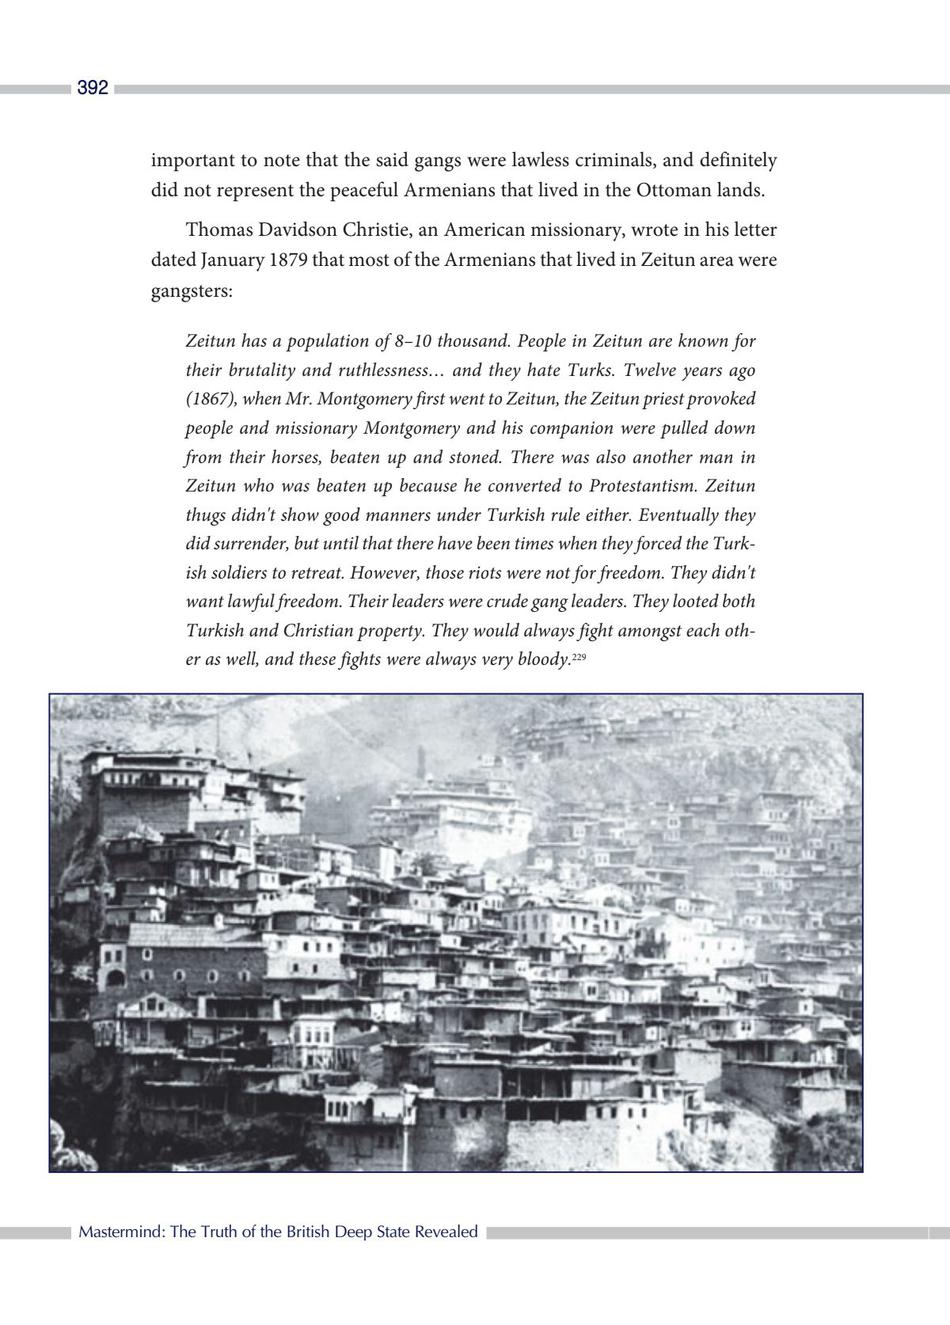 392
important to note that the said gangs were lawless criminals, and definitely
did not represent the peaceful Armenians that lived in the Ottoman lands.
Thomas Davidson Christie, an American missionary, wrote in his letter
dated January 1879 that most of the Armenians that lived in Zeitun area were
gangsters:
Zeitun has a population of 8–10 thousand. People in Zeitun are known for
their brutality and ruthlessness… and they hate Turks. Twelve years ago
(1867), when Mr. Montgomery first went to Zeitun, the Zeitun priest provoked
people and missionary Montgomery and his companion were pulled down
from their horses, beaten up and stoned. There was also another man in
Zeitun who was beaten up because he converted to Protestantism. Zeitun
thugs didn't show good manners under Turkish rule either. Eventually they
did surrender, but until that there have been times when they forced the Turk-
ish soldiers to retreat. However, those riots were not for freedom. They didn't
want lawful freedom. Their leaders were crude gang leaders. They looted both
Turkish and Christian property. They would always fight amongst each oth-
er as well, and these fights were always very bloody.229
Mastermind: The Truth of the British Deep State Revealed